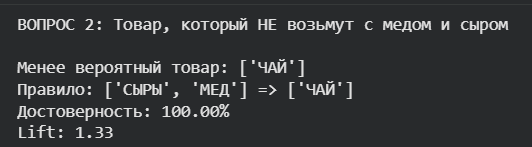 ВОПРОС 2: Товар, который НЕ возьмут с медом и сыром
Менее вероятный товар: ['ЧАЙ']
Правило: ['СЫРЫ', 'МЕД'] => ['ЧАЙ']
Достоверность: 100.00%
Lift: 1.33